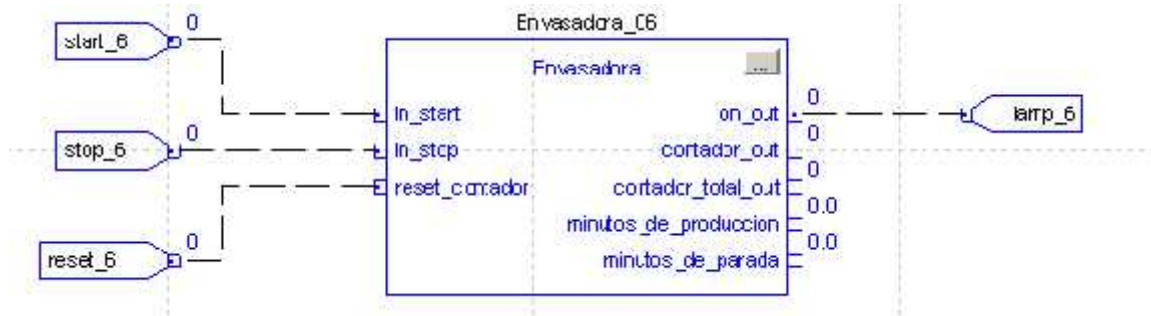 0
Envasadora_06
start_6
Envasadora
...
in_start
on_out
0
lamp_6
0
stop_6
in_stop
contador_out
0
reset_contador
contador_total_out
0
minutos_de_produccion
0.0
0
reset_6
minutos_de_parada
0.0